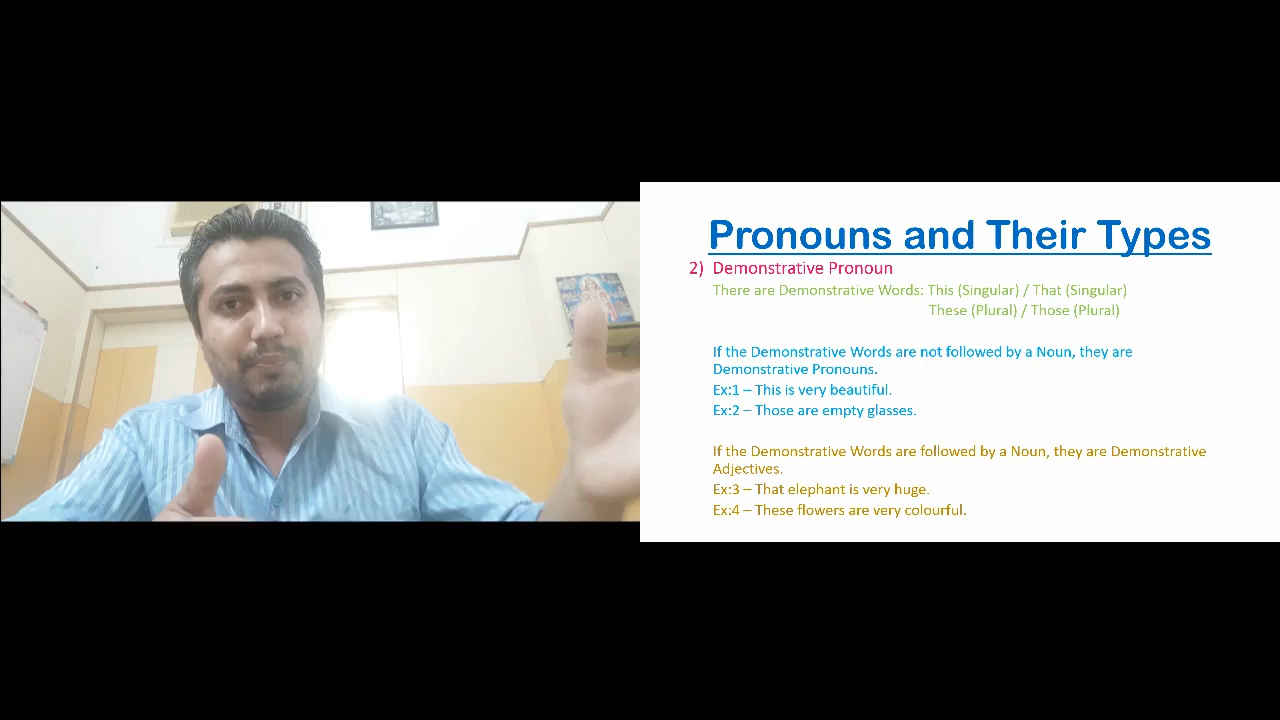 Pronouns and Their Types
2) Demonstrative Pronoun
There are Demonstrative Words: This (Singular) / That (Singular)
These (Plural) / Those (Plural)
If the Demonstrative Words are not followed by a Noun, they are
Demonstrative Pronouns.
Ex:1 – This is very beautiful.
Ex:2 – Those are empty glasses.
If the Demonstrative Words are followed by a Noun, they are Demonstrative
Adjectives.
Ex:3 – That elephant is very huge.
Ex:4 – These flowers are very colourful.